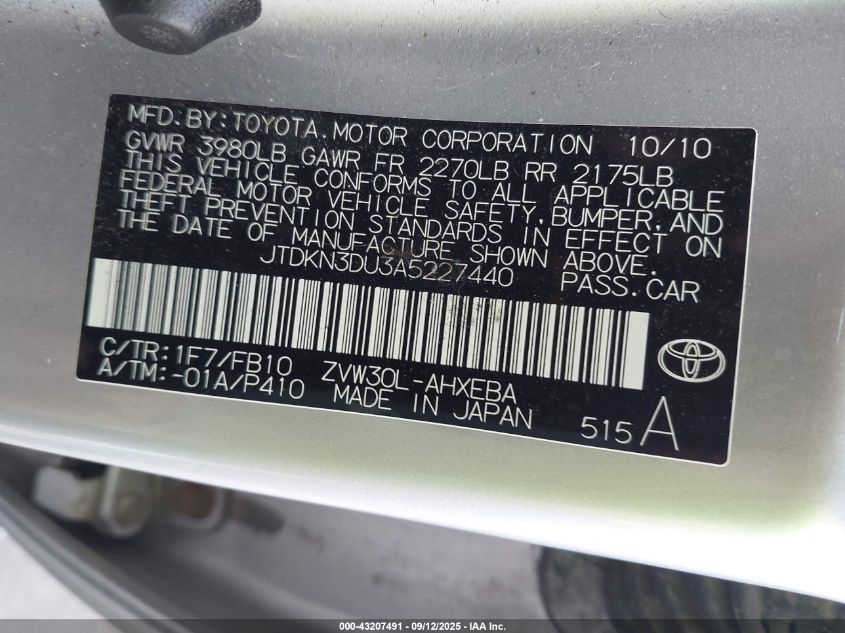 MFD.BY:TOYOTA.MOTOR CORPORATION 10/10
GVWR 3980LB GAWR FR 2270LB RR 2175LB
THIS VEHICLE CONFORMS TO ALL APPLICABLE
FEDERAL MOTOR VEHICLE SAFETY,BUMPER,AND
THEFT PREVENTION STANDARDS IN EFFECT ON
THE DATE OF MANUFACTURE SHOWN ABOVE.
JTDKN3DU3A5227440 PASS.CAR
C/TR:1F7/FB10 ZVW30L-AHXEBA
A/TM:-01A/P410 MADE IN JAPAN 515A
000-43207491 - 09/12/2025 - IAA Inc.